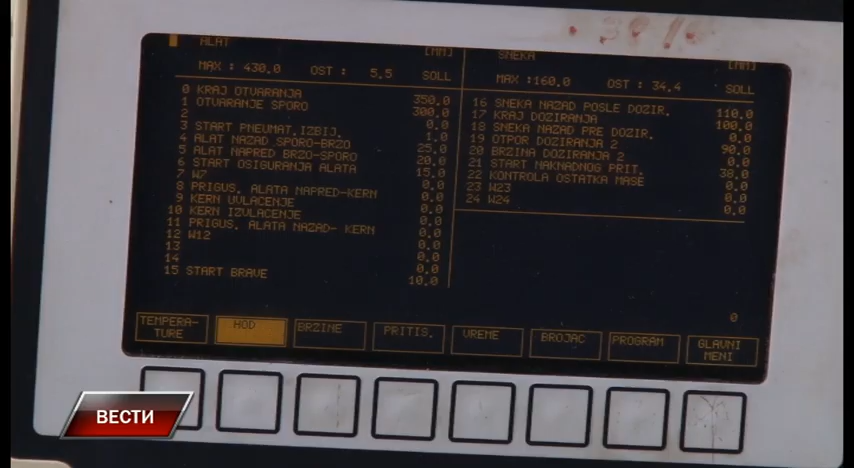 ALAT [MM]
MAX : 430.0 OST : 5.5 SOLL
0 KRAJ OTVARANJA 350.0
1 OTVARANJE SPORO 300.0
2 0.0
3 START PNEUMAT.IZBIJ. 1.0
4 ALAT NAZAD SPORO-BRZO 25.0
5 ALAT NAPRED BRZO-SPORO 20.0
6 START OSIGURANJA ALATA 15.0
7 W7 0.0
8 PRIGUS. ALATA NAPRED-KERN 0.0
9 KERN UVLACENJE 0.0
10 KERN IZVLACENJE 0.0
11 PRIGUS. ALATA NAZAD- KERN 0.0
12 W12 0.0
13 0.0
14 0.0
15 START BRAVE 10.0
SNEKA [MM]
MAX :160.0 OST : 34.4 SOLL
16 SNEKA NAZAD POSLE DOZIR. 110.0
17 KRAJ DOZIRANJA 100.0
18 SNEKA NAZAD PRE DOZIR. 0.0
19 OTPOR DOZIRANJA 2 90.0
20 BRZINA DOZIRANJA 2 0.0
21 START NAKNADNOG PRIT. 38.0
22 KONTROLA OSTATKA MASE 0.0
23 W23 0.0
24 W24 0.0
0
TEMPERA-
TURE
HOD
BRZINE
PRITIS.
VREME
BROJAC
PROGRAM
GLAVNI
MENI
ВЕСТИ